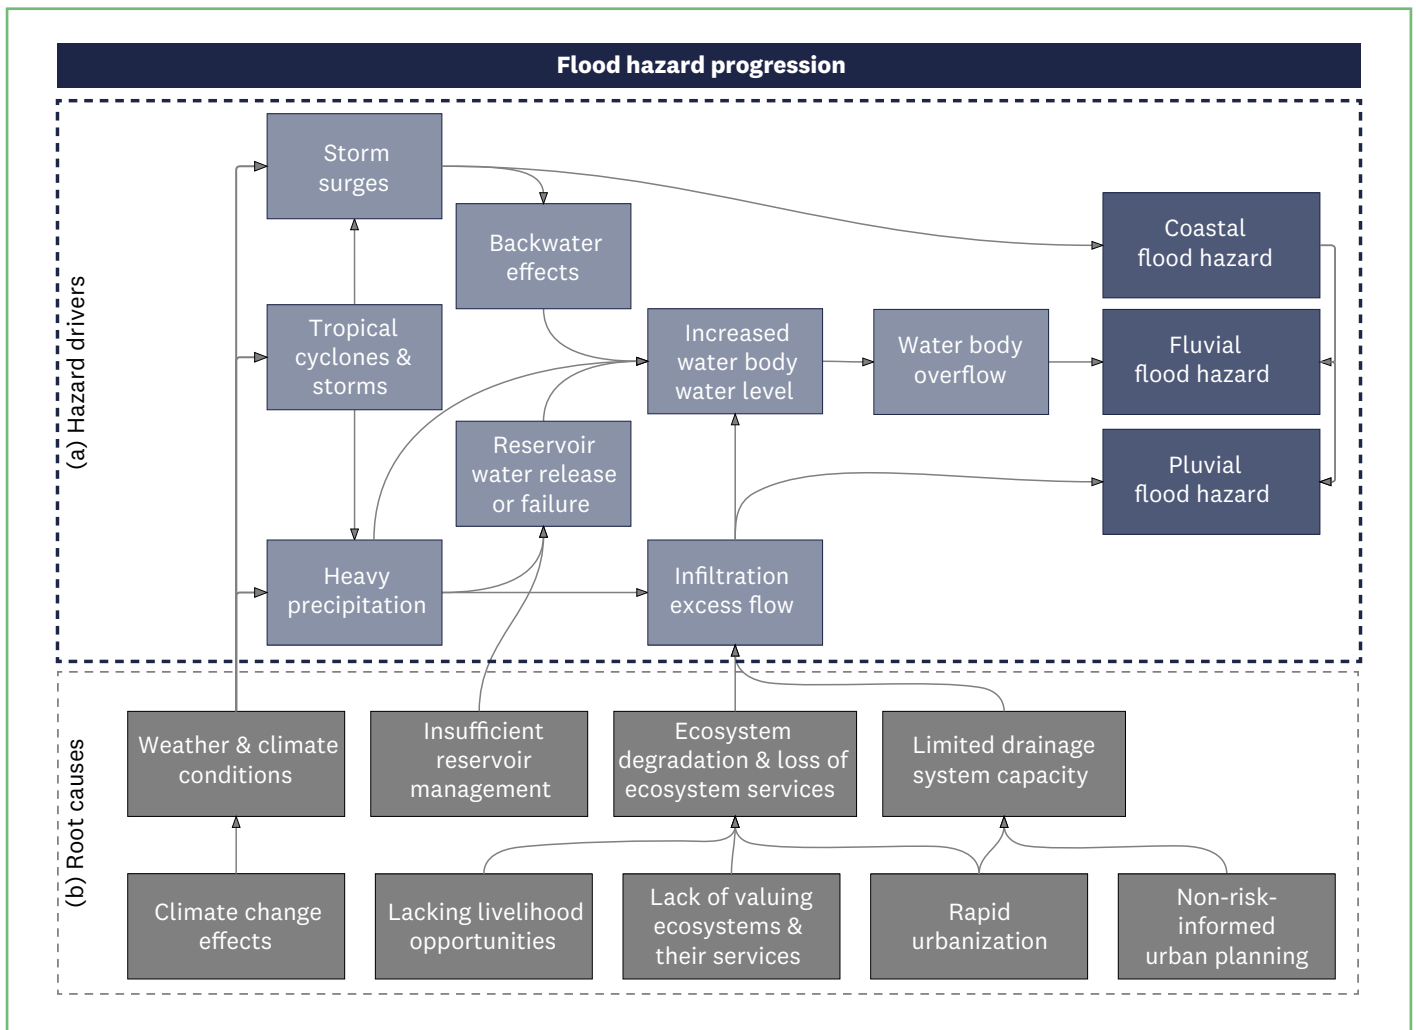 Flood hazard progression
(a) Hazard drivers
Storm
surges
Backwater
effects
Coastal
flood hazard
Tropical
cyclones &
storms
Increased
water body
water level
Water body
overflow
Fluvial
flood hazard
Reservoir
water release
or failure
Pluvial
flood hazard
Heavy
precipitation
Infiltration
excess flow
(b) Root causes
Weather & climate
conditions
Insufficient
reservoir
management
Ecosystem
degradation & loss of
ecosystem services
Limited drainage
system capacity
Climate change
effects
Lacking livelihood
opportunities
Lack of valuing
ecosystems &
their services
Rapid
urbanization
Non-risk-
informed
urban planning